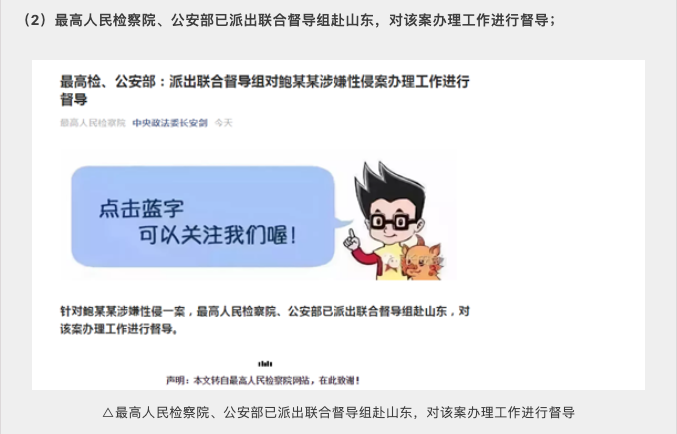 （2）最高人民检察院、公安部已派出联合督导组赴山东，对该案办理工作进行督导；
最高检、公安部：派出联合督导组对鲍某某涉嫌性侵案办理工作进行
督导
最高人民检察院 中央政法委长安剑 今天
点击蓝字
可以关注我们喔！
针对鲍某某涉嫌性侵一案，最高人民检察院、公安部已派出联合督导组赴山东，对
该案办理工作进行督导。
声明：本文转自最高人民检察院网站，在此致谢！
△最高人民检察院、公安部已派出联合督导组赴山东，对该案办理工作进行督导